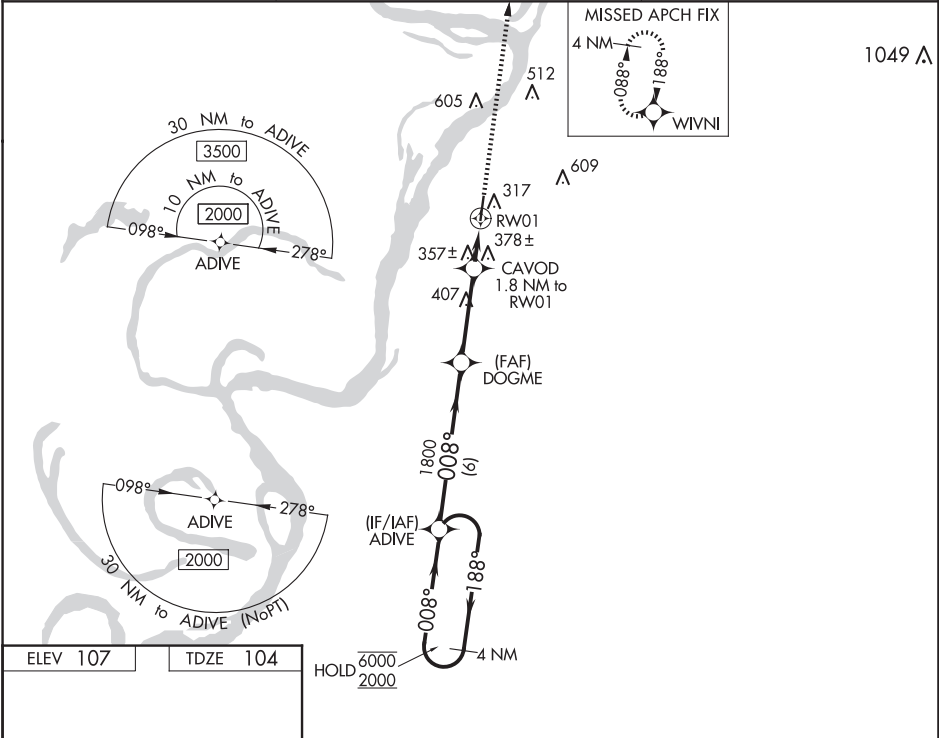 MISSED APCH FIX
4 NM
088°
188°
WIVNI
1049
512
605
609
317
RW01
378±
357±
CAVOD
1.8 NM to
RW01
407
(FAF)
DOGME
1800
008°
(6)
(IF/IAF)
ADIVE
188°
008°
4 NM
HOLD 6000
2000
30 NM to ADIVE
3500
10 NM to ADIVE
2000
098°
278°
ADIVE
098°
278°
ADIVE
2000
30 NM to ADIVE (NoPT)
ELEV 107
TDZE 104